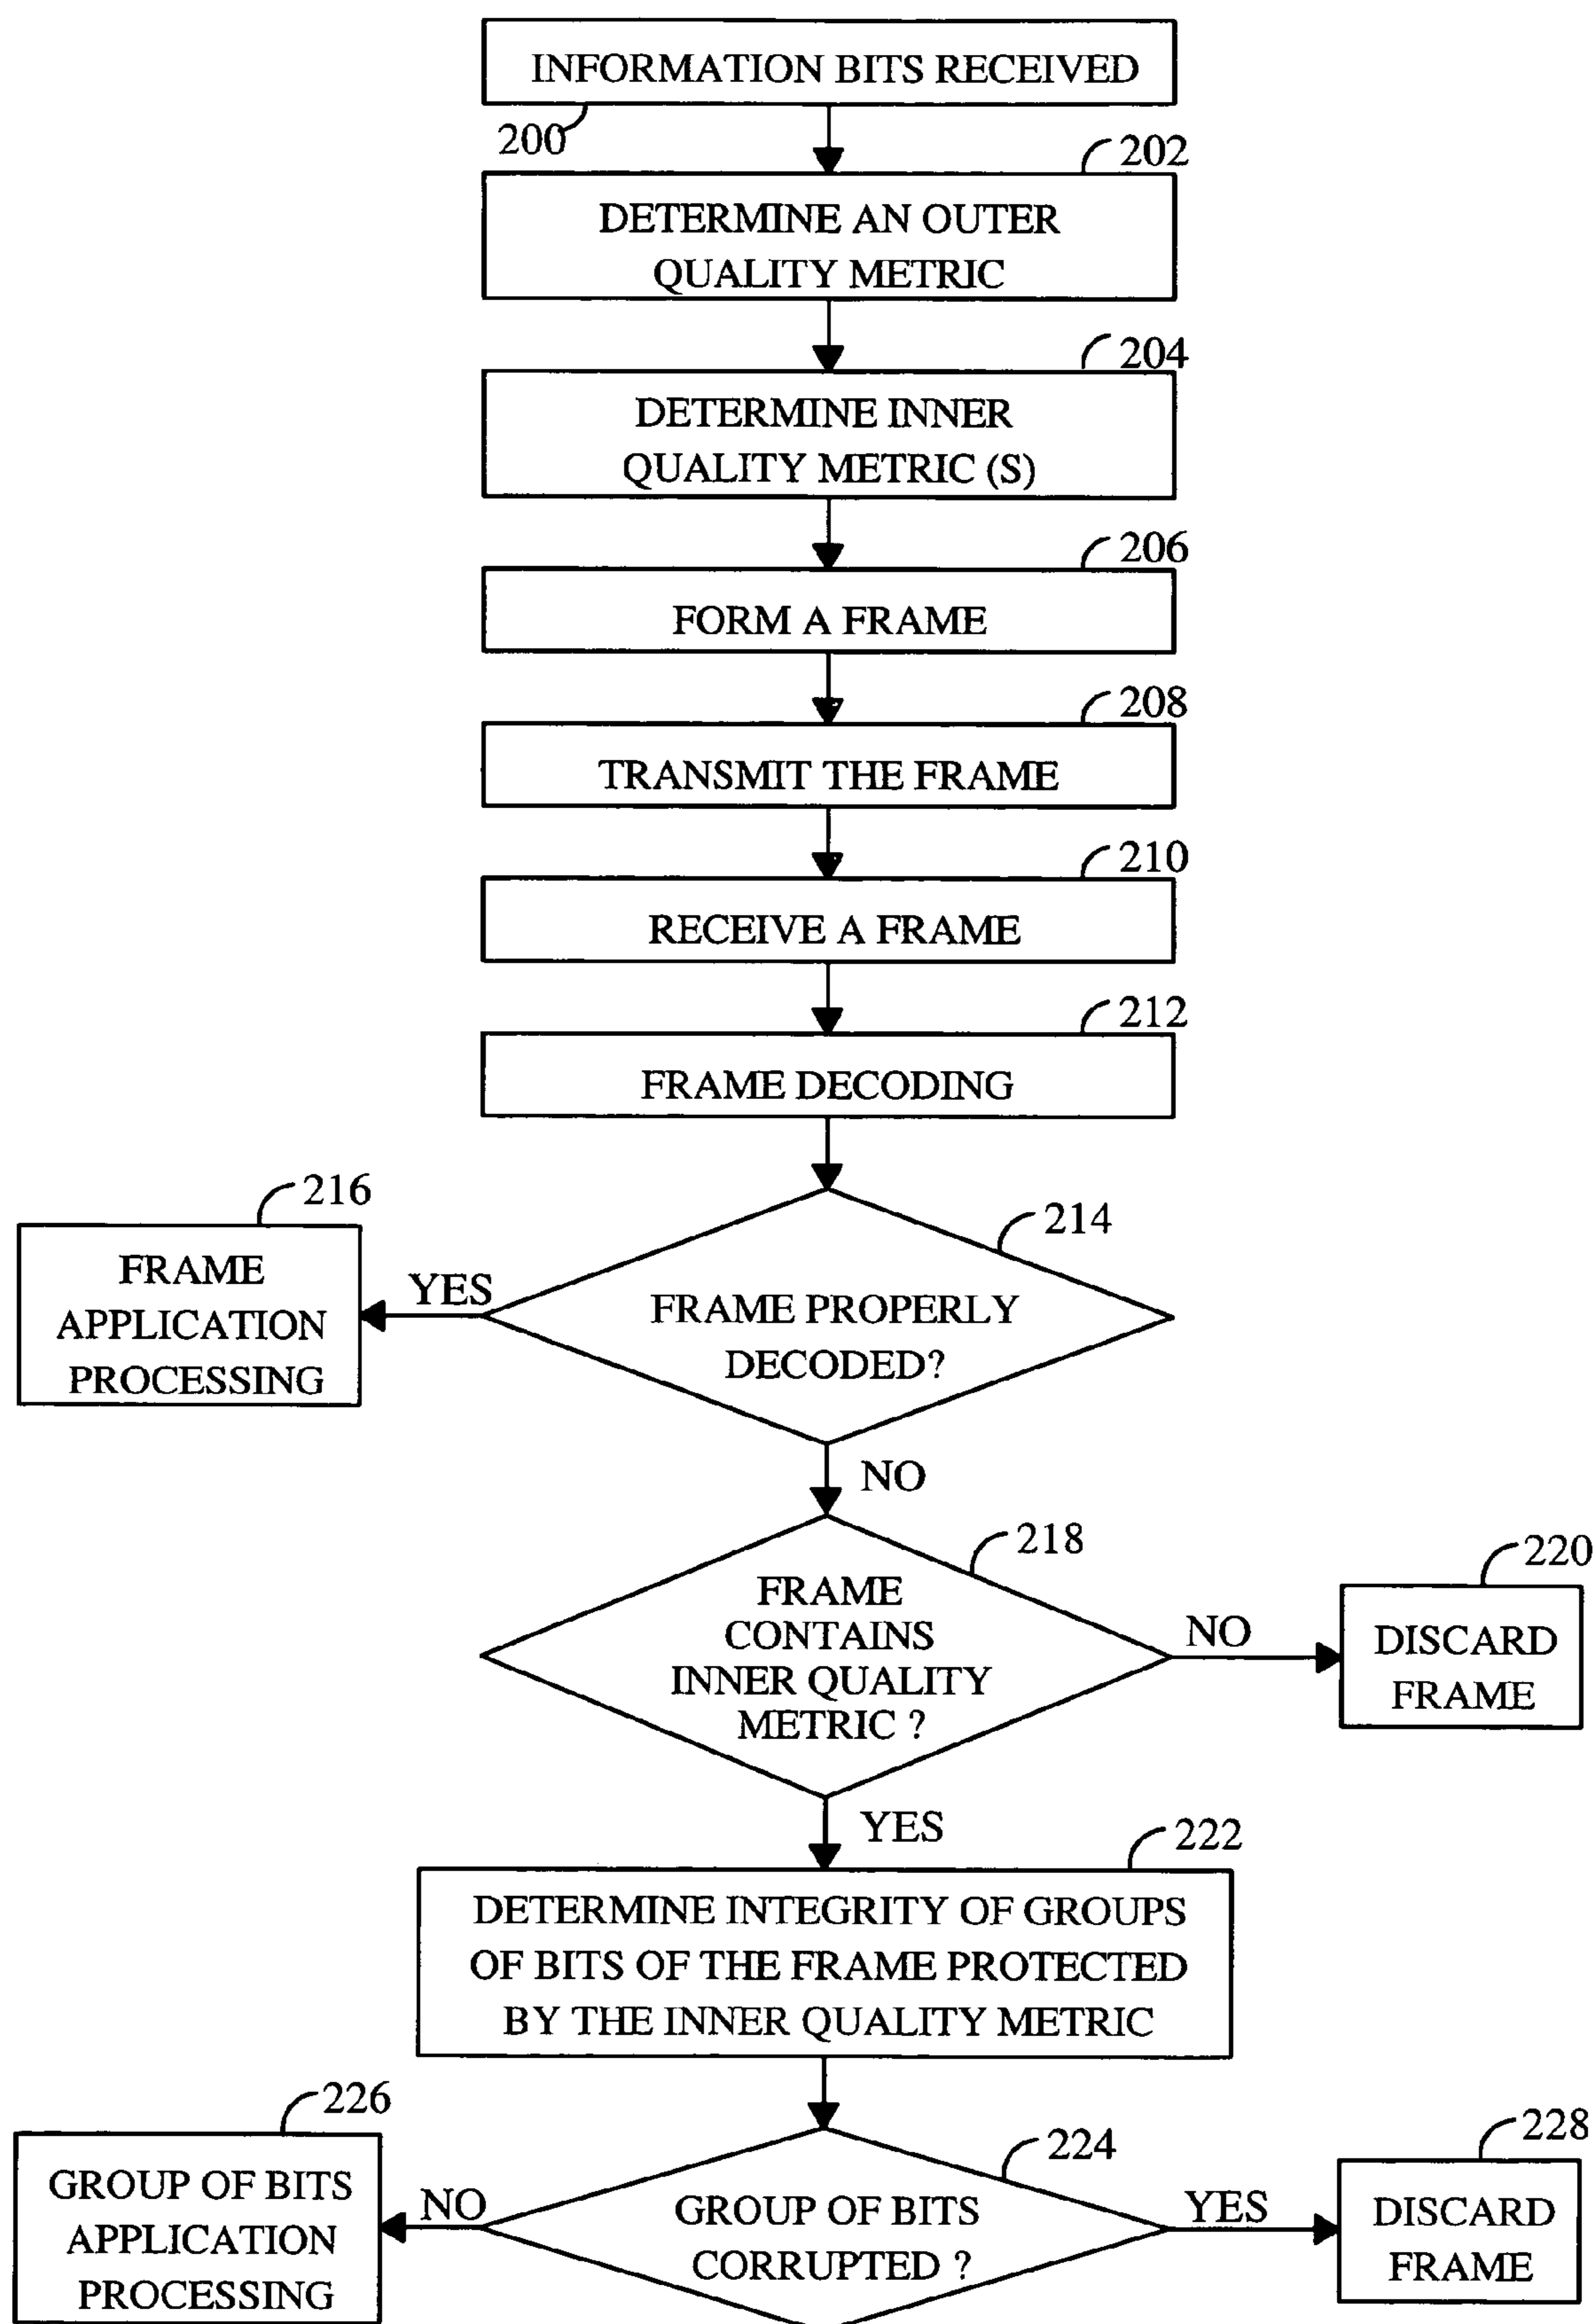 INFORMATION BITS RECEIVED
200
202
DETERMINE AN OUTER
QUALITY METRIC
204
DETERMINE INNER
QUALITY METRIC (S)
206
FORM A FRAME
208
TRANSMIT THE FRAME
210
RECEIVE A FRAME
212
FRAME DECODING
216
FRAME
APPLICATION
PROCESSING
YES
214
FRAME PROPERLY
DECODED?
NO
218
FRAME
CONTAINS
INNER QUALITY
METRIC ?
NO
220
DISCARD
FRAME
YES
222
DETERMINE INTEGRITY OF GROUPS
OF BITS OF THE FRAME PROTECTED
BY THE INNER QUALITY METRIC
226
GROUP OF BITS
APPLICATION
PROCESSING
NO
224
GROUP OF BITS
CORRUPTED ?
YES
228
DISCARD
FRAME